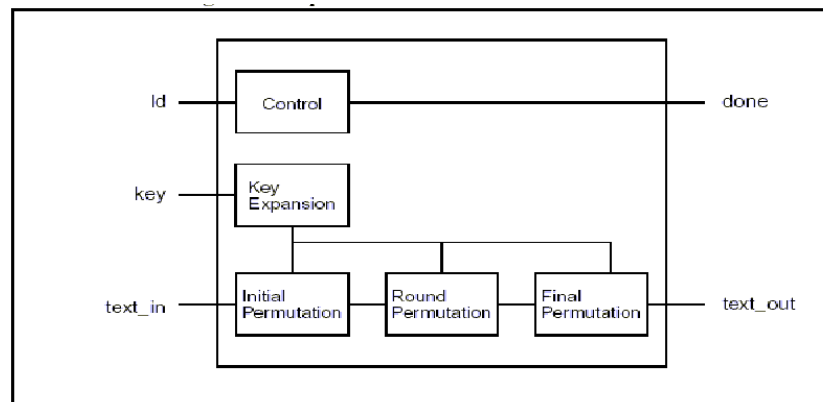 ld
Control
done
key
Key
Expansion
text_in
Initial
Permutation
Round
Permutation
Final
Permutation
text_out